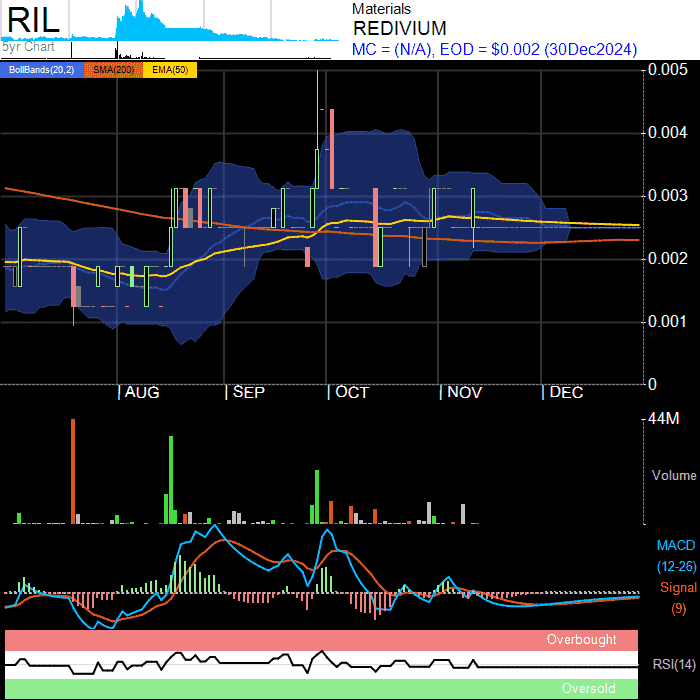 RIL
5yr Chart
Materials
REDIVIUM
MC = (N/A), EOD = $0.002 (30Dec2024)
BollBands(20,2) SMA(200) EMA(50)
0.005
0.004
0.003
0.002
0.001
0
AUG SEP OCT NOV DEC
44M
Volume
MACD
(12-26)
Signal
(9)
Overbought
RSI(14)
Oversold